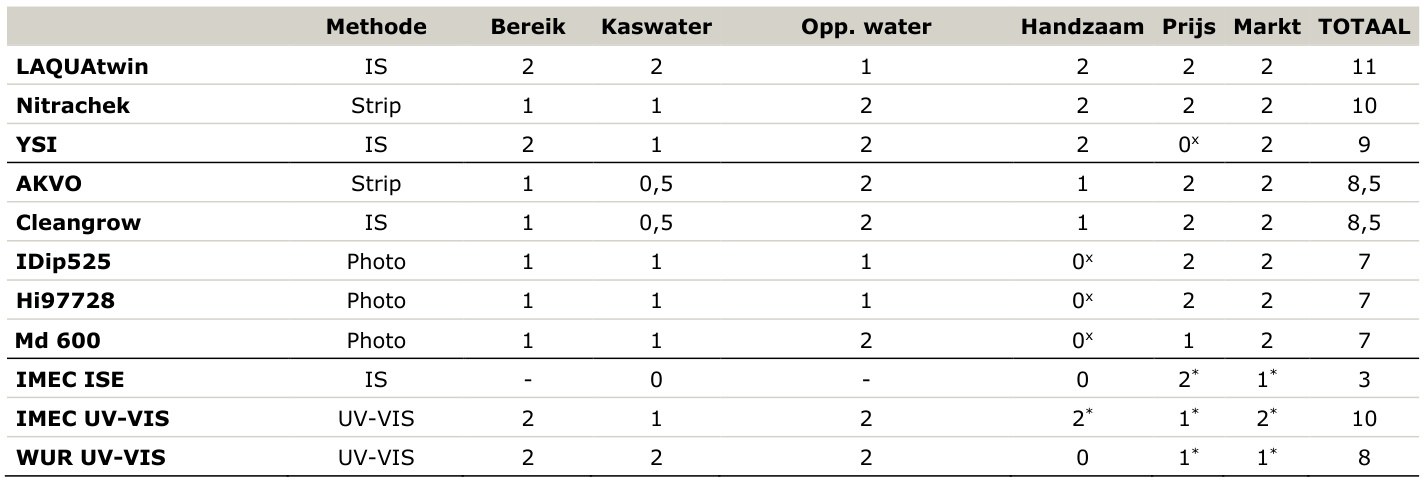 Methode Bereik Kaswater Opp. water Handzaam Prijs Markt TOTAAL
LAQUAtwin IS 2 2 1 2 2 2 11
Nitrachek Strip 1 1 2 2 2 2 10
YSI IS 2 1 2 2 0ˣ 2 9
AKVO Strip 1 0,5 2 1 2 2 8,5
Cleangrow IS 1 0,5 2 1 2 2 8,5
IDip525 Photo 1 1 1 0ˣ 2 2 7
Hi97728 Photo 1 1 1 0ˣ 2 2 7
Md 600 Photo 1 1 2 0ˣ 1 2 7
IMEC ISE IS - 0 - 0 2* 1* 3
IMEC UV-VIS UV-VIS 2 1 2 2* 1* 2* 10
WUR UV-VIS UV-VIS 2 2 2 0 1* 1* 8